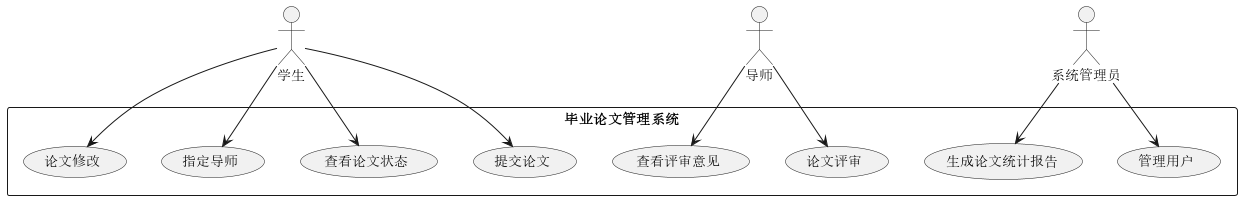 学生
导师
系统管理员
毕业论文管理系统
论文修改
指定导师
查看论文状态
提交论文
查看评审意见
论文评审
生成论文统计报告
管理用户